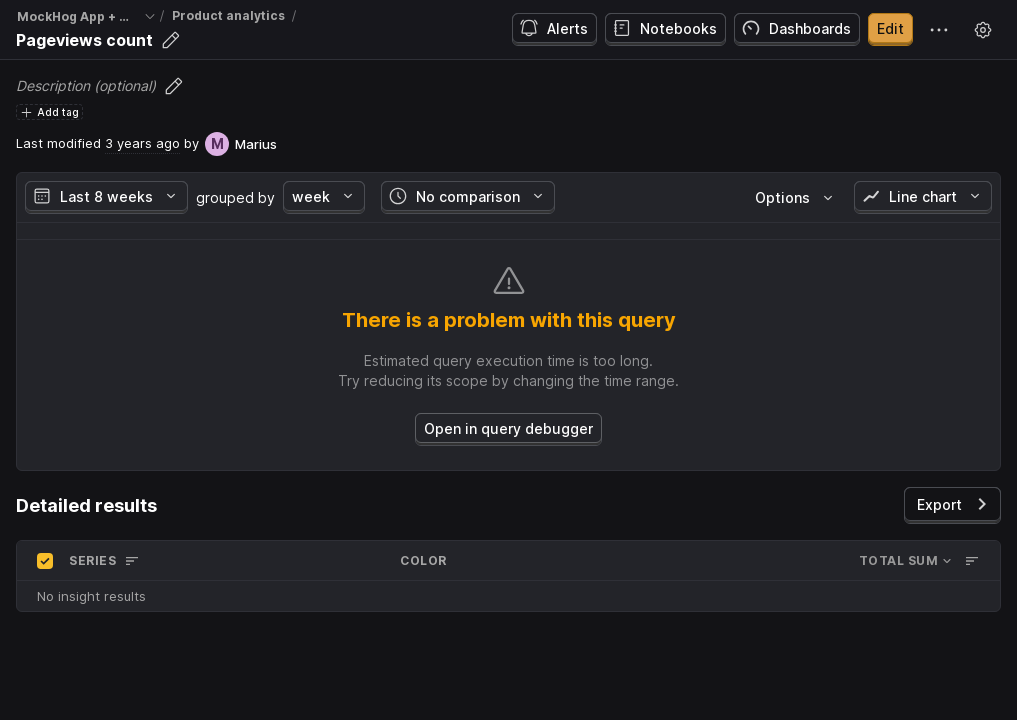 MockHog App + ... / Product analytics /
Pageviews count
Alerts Notebooks Dashboards Edit
Description (optional)
Add tag
Last modified 3 years ago by M Marius
Last 8 weeks grouped by week No comparison Options Line chart
There is a problem with this query
Estimated query execution time is too long.
Try reducing its scope by changing the time range.
Open in query debugger
Detailed results
Export
SERIES COLOR TOTAL SUM
No insight results